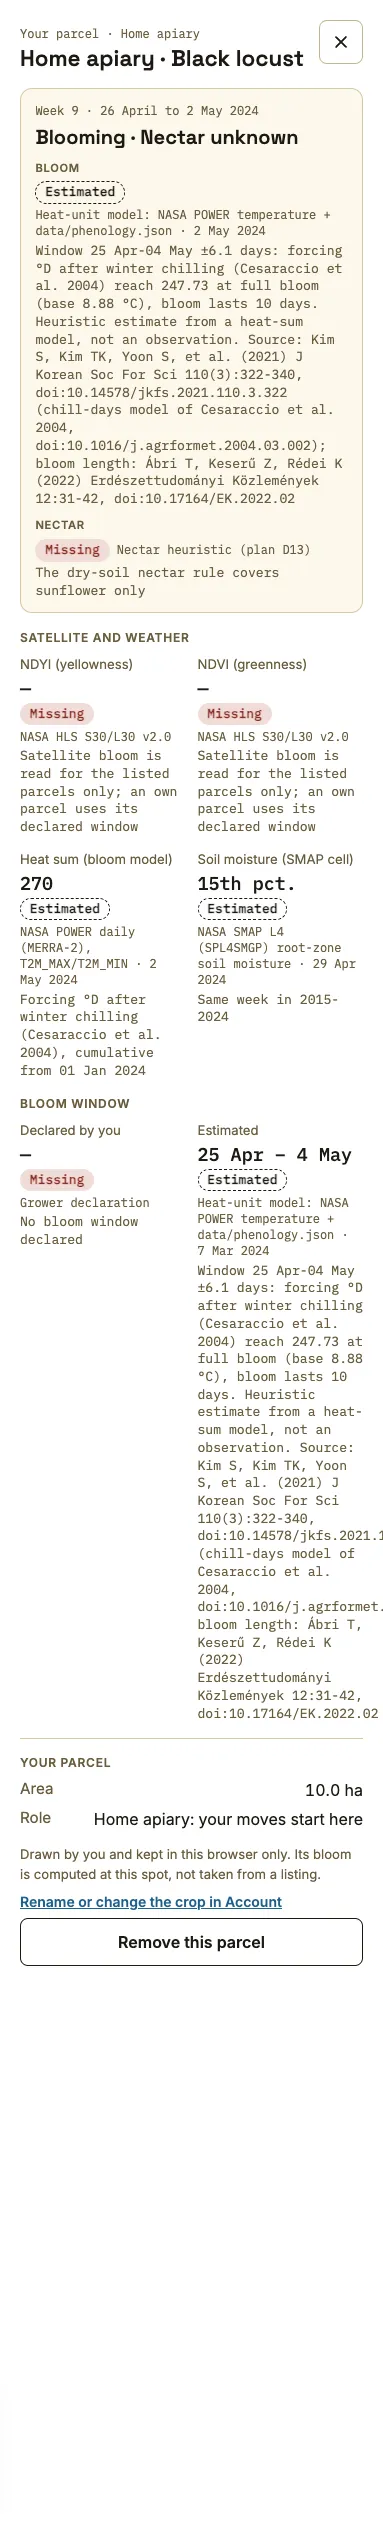 Your parcel · Home apiary
Home apiary · Black locust
Week 9 · 26 April to 2 May 2024
Blooming · Nectar unknown
BLOOM
Estimated
Heat-unit model: NASA POWER temperature +
data/phenology.json · 2 May 2024
Window 25 Apr-04 May ±6.1 days: forcing
°D after winter chilling (Cesaraccio et
al. 2004) reach 247.73 at full bloom
(base 8.88 °C), bloom lasts 10 days.
Heuristic estimate from a heat-sum
model, not an observation. Source: Kim
S, Kim TK, Yoon S, et al. (2021) J
Korean Soc For Sci 110(3):322-340,
doi:10.14578/jkfs.2021.110.3.322
(chill-days model of Cesaraccio et al.
2004,
doi:10.1016/j.agrformet.2004.03.002);
bloom length: Ábri T, Keserű Z, Rédei K
(2022) Erdészettudományi Közlemények
12:31-42, doi:10.17164/EK.2022.02
NECTAR
Missing Nectar heuristic (plan D13)
The dry-soil nectar rule covers
sunflower only
SATELLITE AND WEATHER
NDYI (yellowness)
—
Missing
NASA HLS S30/L30 v2.0
Satellite bloom is
read for the listed
parcels only; an own
parcel uses its
declared window
NDVI (greenness)
—
Missing
NASA HLS S30/L30 v2.0
Satellite bloom is
read for the listed
parcels only; an own
parcel uses its
declared window
Heat sum (bloom model)
270
Estimated
NASA POWER daily
(MERRA-2),
T2M_MAX/T2M_MIN · 2
May 2024
Forcing °D after
winter chilling
(Cesaraccio et al.
2004), cumulative
from 01 Jan 2024
Soil moisture (SMAP cell)
15th pct.
Estimated
NASA SMAP L4
(SPL4SMGP) root-zone
soil moisture · 29 Apr
2024
Same week in 2015-
2024
BLOOM WINDOW
Declared by you
—
Missing
Grower declaration
No bloom window
declared
Estimated
25 Apr – 4 May
Estimated
Heat-unit model: NASA
POWER temperature +
data/phenology.json ·
7 Mar 2024
Window 25 Apr-04 May
±6.1 days: forcing °D
after winter chilling
(Cesaraccio et al.
2004) reach 247.73 at
full bloom (base 8.88
°C), bloom lasts 10
days. Heuristic
estimate from a heat-
sum model, not an
observation. Source:
Kim S, Kim TK, Yoon
S, et al. (2021) J
Korean Soc For Sci
110(3):322-340,
doi:10.14578/jkfs.2021.1
(chill-days model of
Cesaraccio et al.
2004,
doi:10.1016/j.agrformet.
bloom length: Ábri T,
Keserű Z, Rédei K
(2022)
Erdészettudományi
Közlemények 12:31-42,
doi:10.17164/EK.2022.02
YOUR PARCEL
Area 10.0 ha
Role Home apiary: your moves start here
Drawn by you and kept in this browser only. Its bloom
is computed at this spot, not taken from a listing.
Rename or change the crop in Account
Remove this parcel